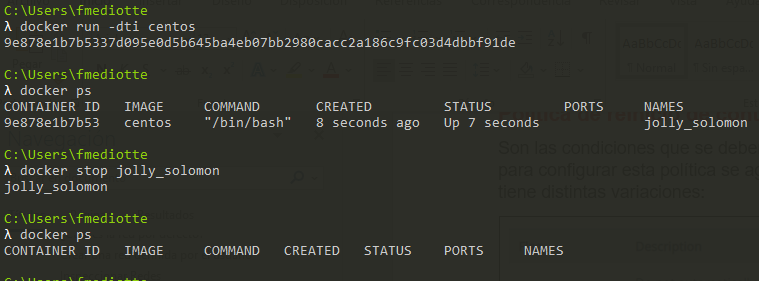 C:\Users\fmediotte
λ docker run -dti centos
9e878e1b7b5337d095e0d5b645ba4eb07bb2980cacc2a186c9fc03d4dbbf91de
C:\Users\fmediotte
λ docker ps
CONTAINER ID IMAGE COMMAND CREATED STATUS PORTS NAMES
9e878e1b7b53 centos "/bin/bash" 8 seconds ago Up 7 seconds jolly_solomon
C:\Users\fmediotte
λ docker stop jolly_solomon
jolly_solomon
C:\Users\fmediotte
λ docker ps
CONTAINER ID IMAGE COMMAND CREATED STATUS PORTS NAMES
Son las condiciones que se debe
para configurar esta política se a
tiene distintas variaciones: